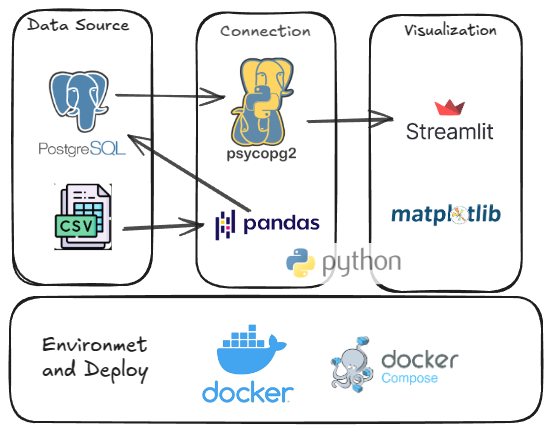 Data Source
PostgreSQL
CSV
Connection
psycopg2
pandas
python
Visualization
Streamlit
matplotlib
Environmet
and Deploy
docker
docker
Compose